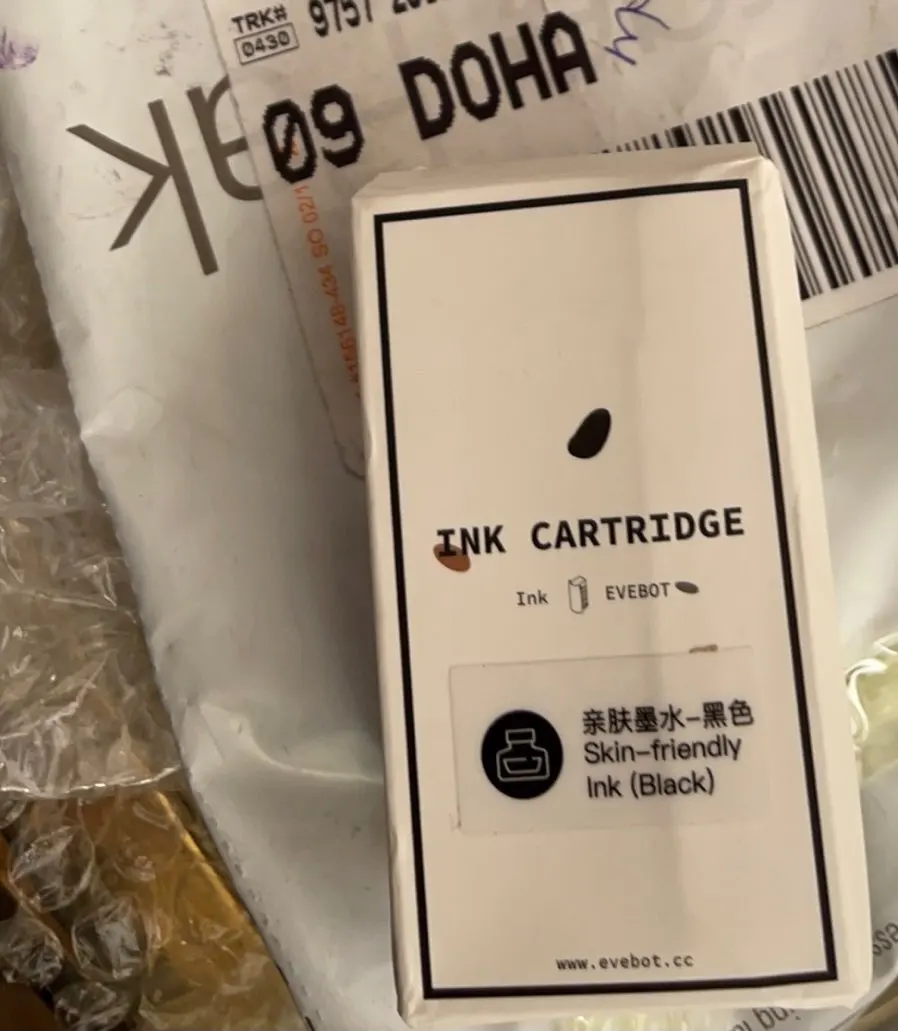 TRK#
0430
9757
09 DOHA
INK CARTRIDGE
Ink EVEBOT
亲肤墨水-黑色
Skin-friendly
Ink (Black)
www.evebot.cc